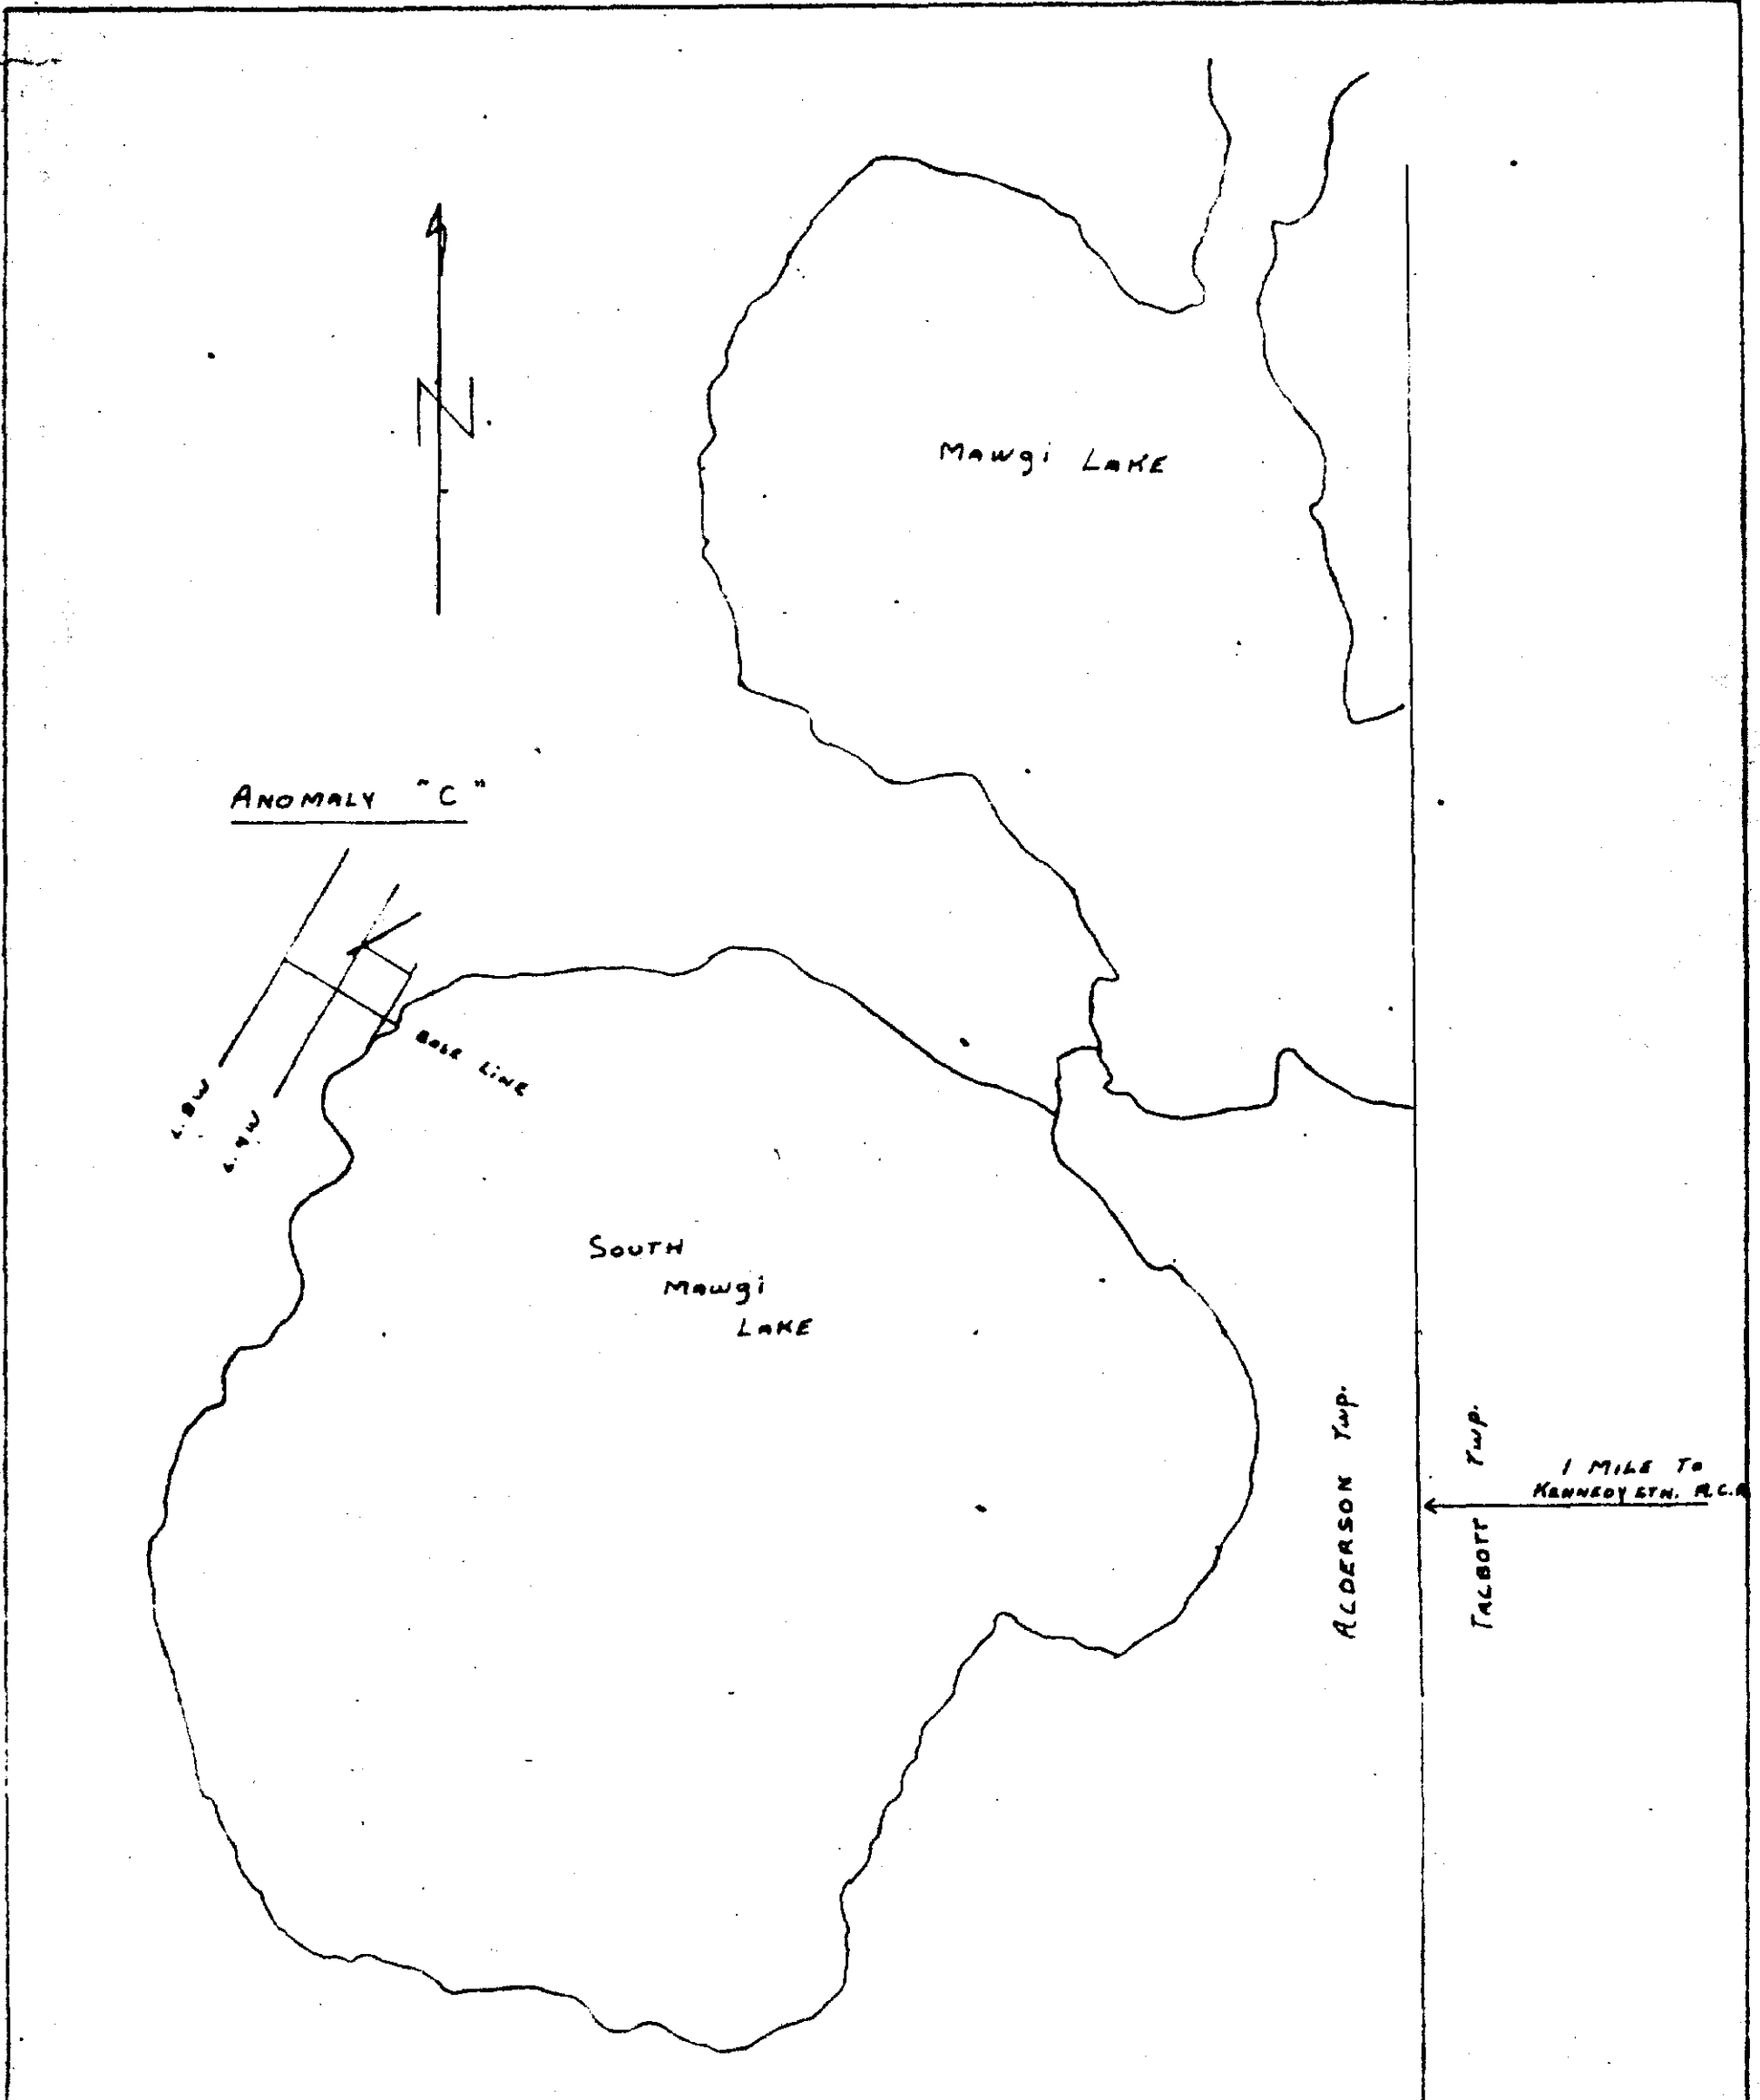 N
MAWgi LAKE
ANOMALY "C"
BASE LINE
L. 8W
L. 4W
SOUTH
MAWgi
LAKE
ALDERSON TWP.
TALBOTT TWP.
1 MILE TO
KENNEDY STN.